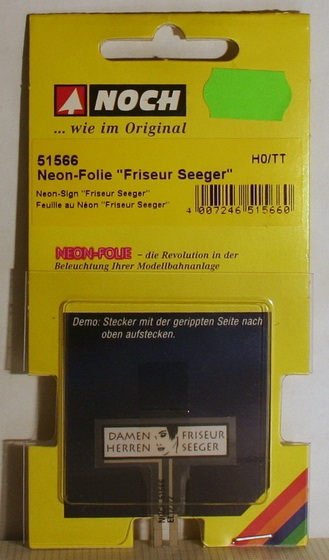 NOCH
... wie im Original
51566 H0/TT
Neon-Folie "Friseur Seeger"
Neon-Sign "Friseur Seeger"
Feuille au Néon "Friseur Seeger"
4 007246 515660
NEON-FOLIE – die Revolution in der
Beleuchtung Ihrer Modellbahnanlage
Demo: Stecker mit der gerippten Seite nach
oben aufstecken.
DAMEN FRISEUR
HERREN SEEGER